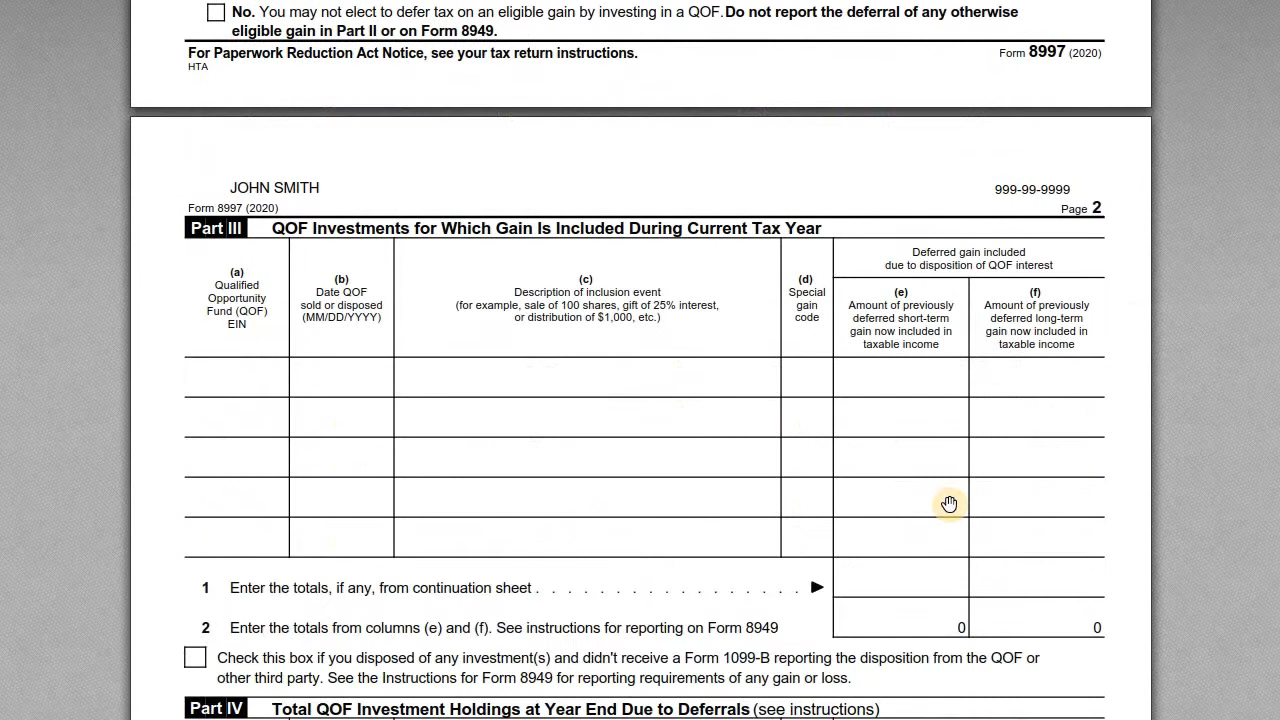 No. You may not elect to defer tax on an eligible gain by investing in a QOF. Do not report the deferral of any otherwise
eligible gain in Part II or on Form 8949.
For Paperwork Reduction Act Notice, see your tax return instructions. Form 8997 (2020)
HTA
JOHN SMITH 999-99-9999
Form 8997 (2020) Page 2
Part III QOF Investments for Which Gain Is Included During Current Tax Year
(a)
Qualified
Opportunity
Fund (QOF)
EIN
(b)
Date QOF
sold or disposed
(MM/DD/YYYY)
(c)
Description of inclusion event
(for example, sale of 100 shares, gift of 25% interest,
or distribution of $1,000, etc.)
(d)
Special
gain
code
Deferred gain included
due to disposition of QOF interest
(e)
Amount of previously
deferred short-term
gain now included in
taxable income
(f)
Amount of previously
deferred long-term
gain now included in
taxable income
1 Enter the totals, if any, from continuation sheet . . . . . . . . . . . . . . . . . ▶
2 Enter the totals from columns (e) and (f). See instructions for reporting on Form 8949 0 0
Check this box if you disposed of any investment(s) and didn't receive a Form 1099-B reporting the disposition from the QOF or
other third party. See the Instructions for Form 8949 for reporting requirements of any gain or loss.
Part IV Total QOF Investment Holdings at Year End Due to Deferrals (see instructions)